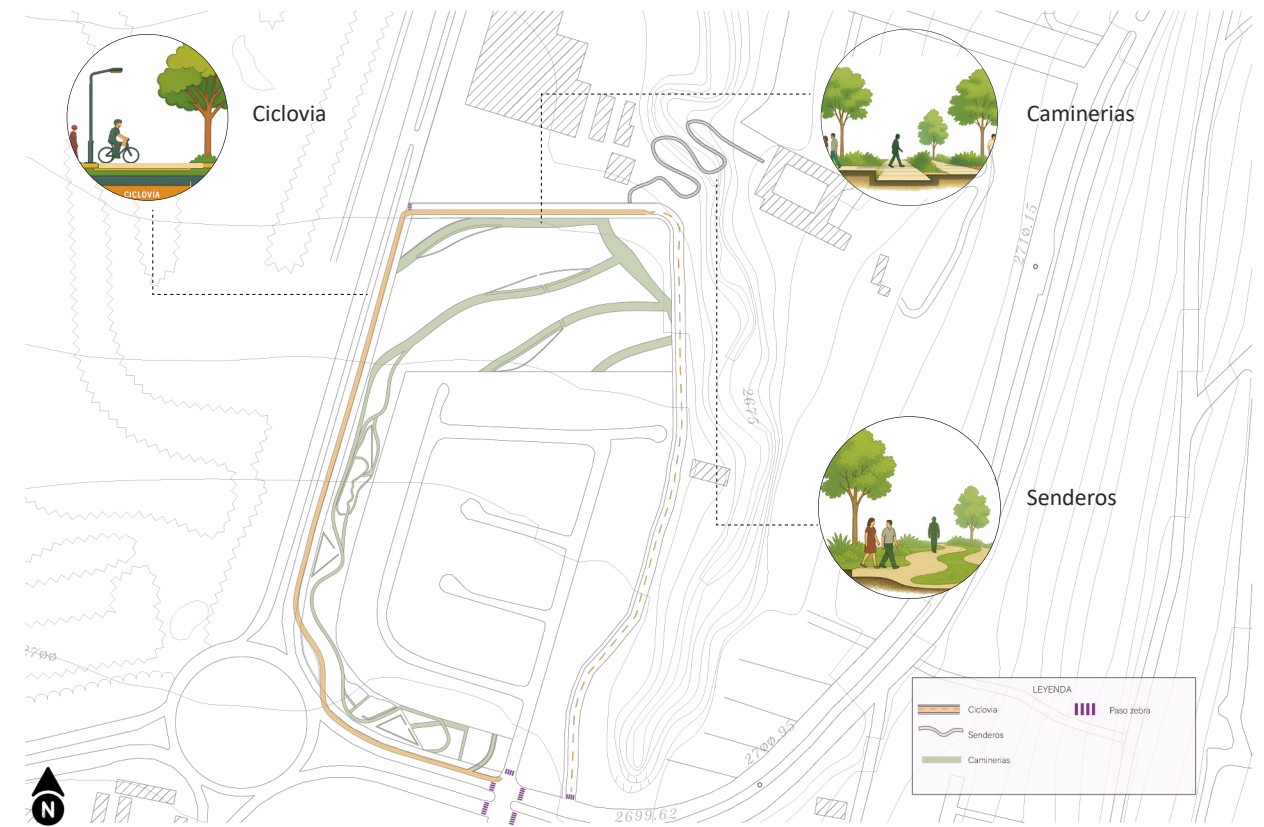 Ciclovia
CICLOVÍA
Caminerias
2710.15
2675
Senderos
2700
2700.95
2699.62
N
LEYENDA
Ciclovia
Paso zebra
Senderos
Caminerias